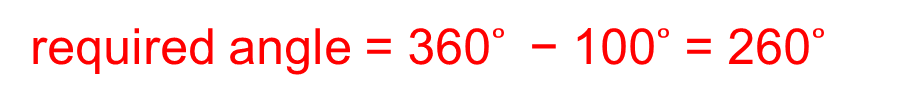 required angle = 360° − 100° = 260°